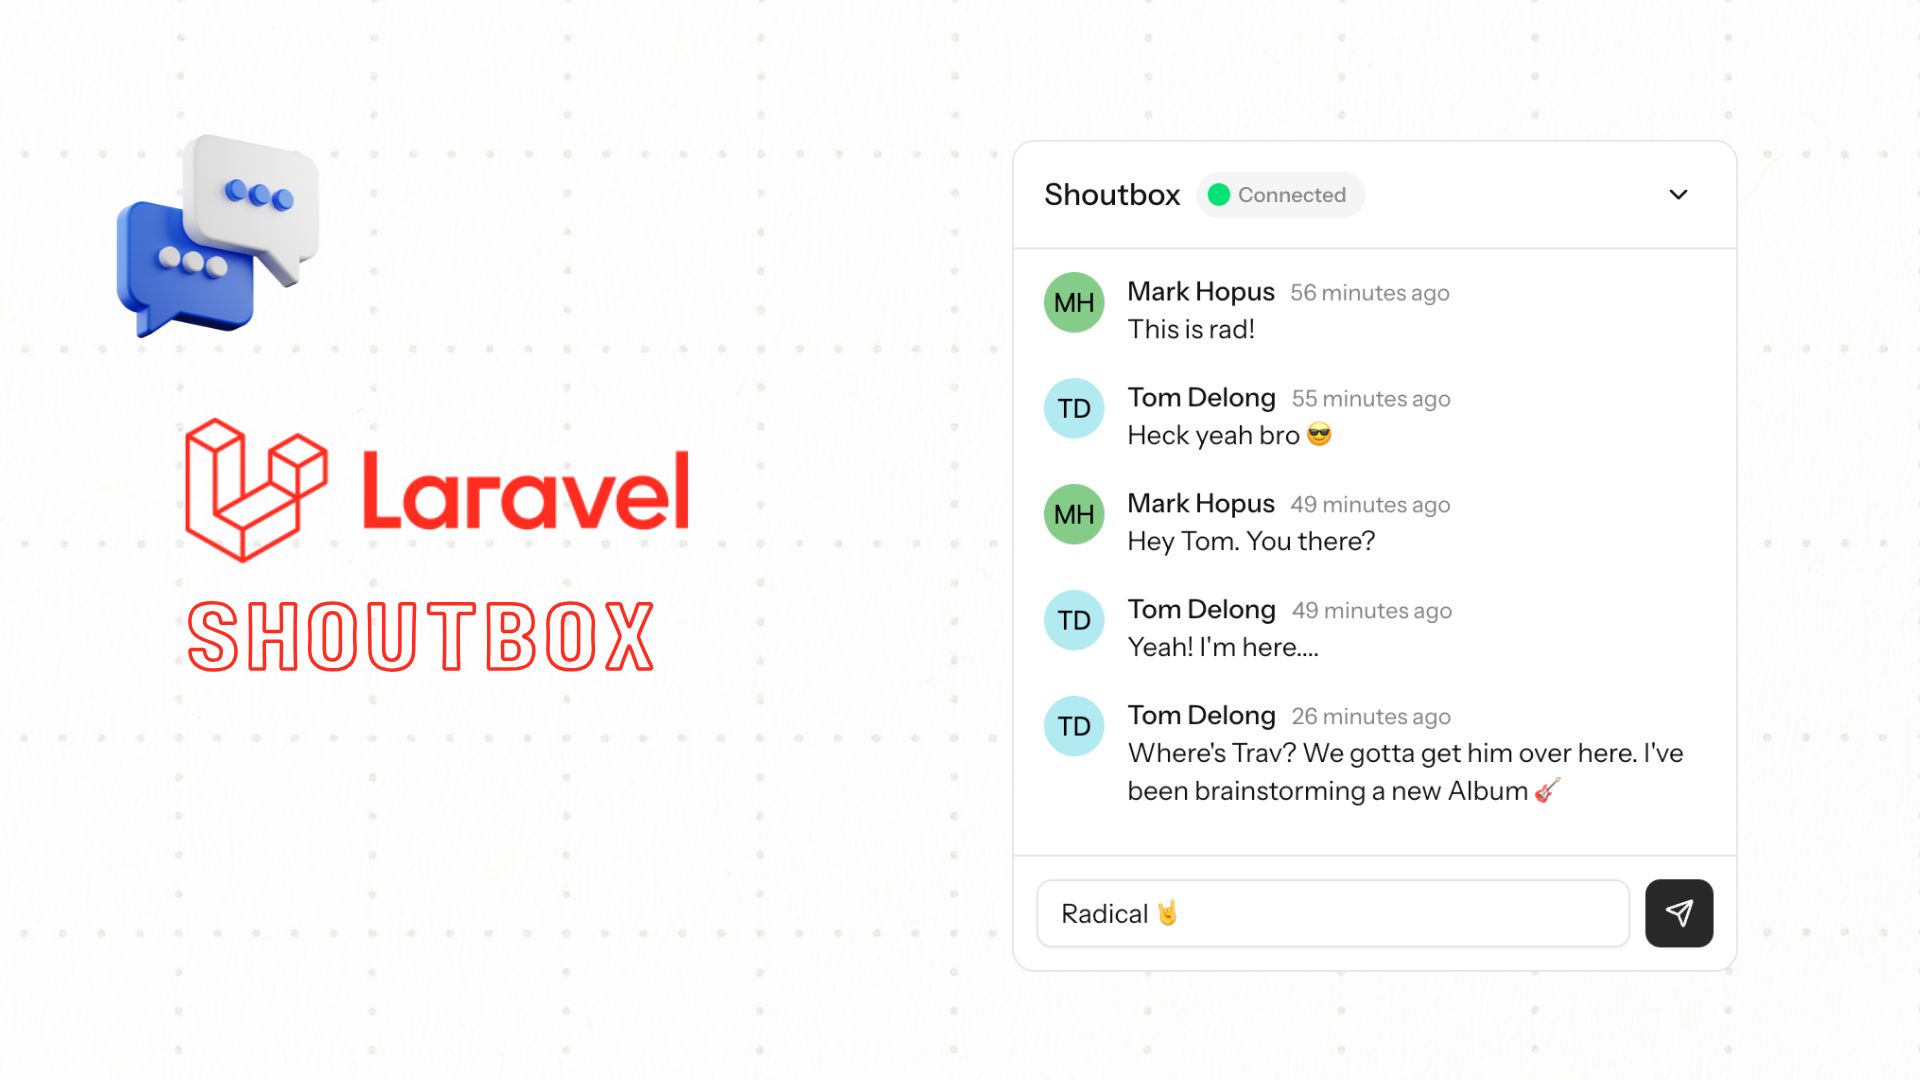 Laravel
SHOUTBOX
Shoutbox Connected
MH Mark Hopus 56 minutes ago
This is rad!
TD Tom Delong 55 minutes ago
Heck yeah bro 😎
MH Mark Hopus 49 minutes ago
Hey Tom. You there?
TD Tom Delong 49 minutes ago
Yeah! I'm here....
TD Tom Delong 26 minutes ago
Where's Trav? We gotta get him over here. I've
been brainstorming a new Album 🎸
Radical 🤘